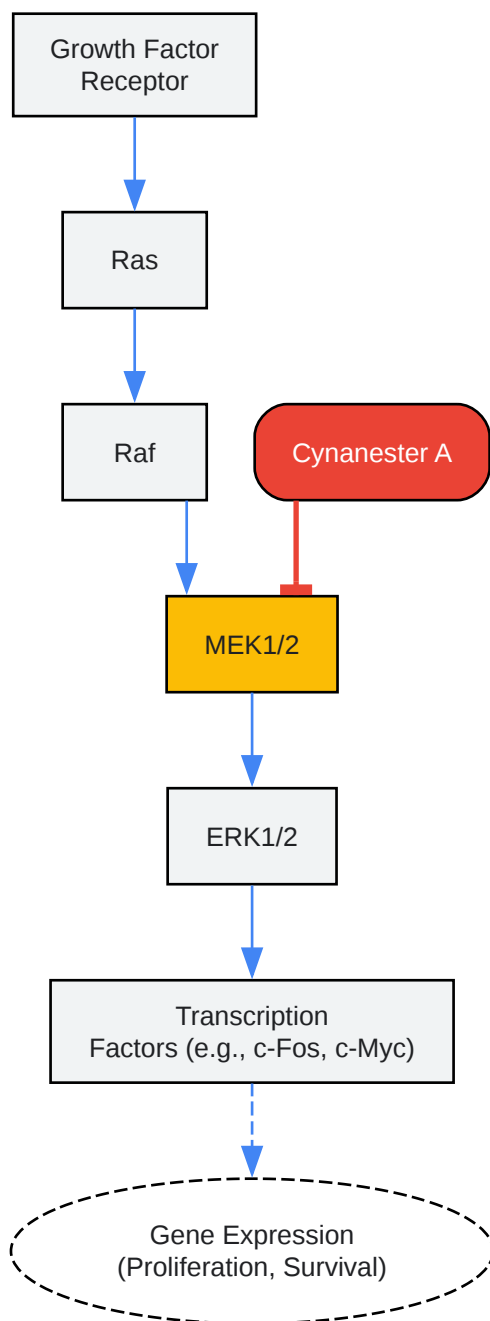 Growth Factor
Receptor
Ras
Raf
Cynanester A
MEK1/2
ERK1/2
Transcription
Factors (e.g., c-Fos, c-Myc)
Gene Expression
(Proliferation, Survival)